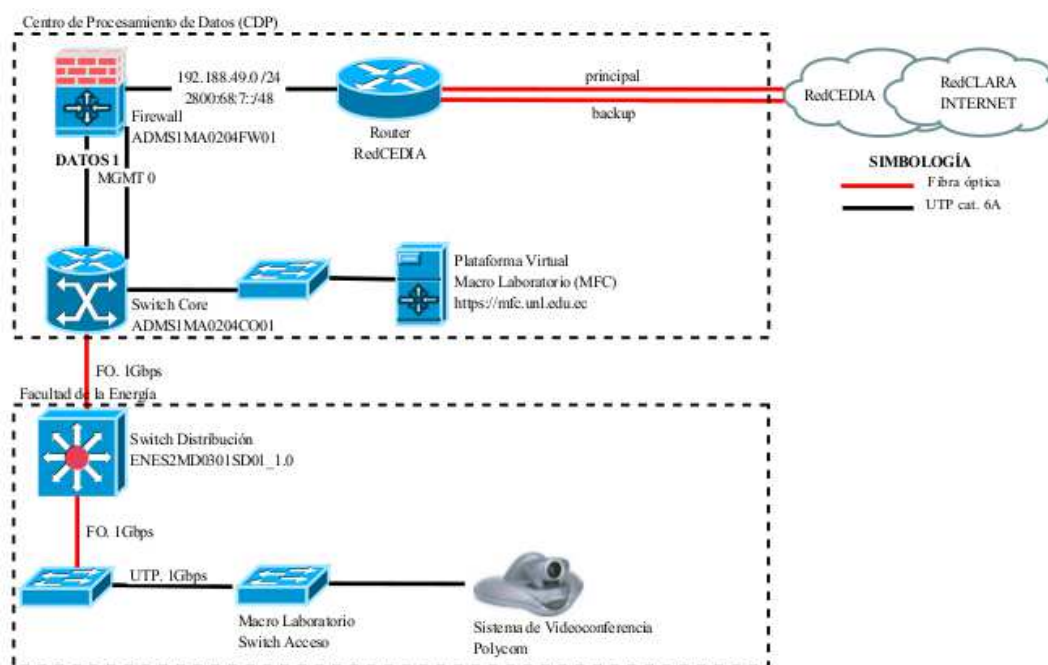 Centro de Procesamiento de Datos (CDP)
192.188.49.0 /24
2800:68:7::/48
Firewall
ADMS1MA0204FW01
DATOS 1
MGMT 0
Router
RedCEDIA
principal
backup
RedCEDIA
RedCLARA
INTERNET
SIMBOLOGÍA
Fibra óptica
UTP cat. 6A
Switch Core
ADMS1MA0204CO01
Plataforma Virtual
Macro Laboratorio (MFC)
https://mfc.unl.edu.ec
FO. 1Gbps
Facultad de la Energía
Switch Distribución
ENES2MD0301SD01_1.0
FO. 1Gbps
UTP. 1Gbps
Macro Laboratorio
Switch Acceso
Sistema de Videoconferencia
Polycom